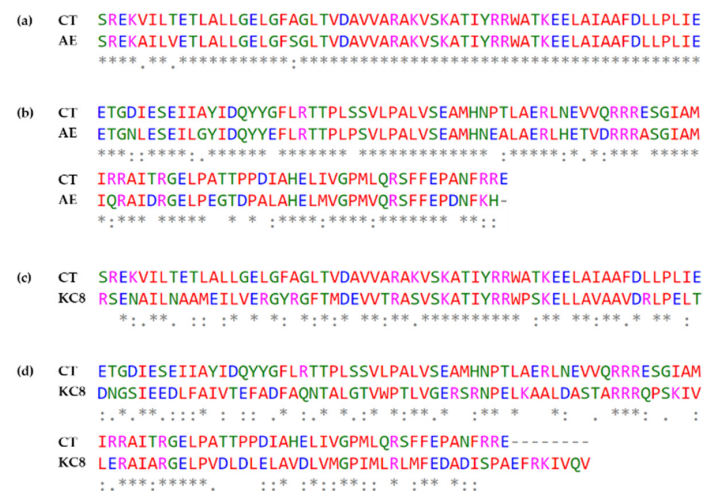 (a) CT SREKVILTETLALLGELGFAGLTVDAVVARAKVSKATIYRRWATKEELAIAAFDLLPLIE
AE SREKAILVETLALLGELGFSGLTVDAVVARAKVSKATIYRRWATKEELAIAAFDLLPLIE
****.**.***********:****************************************
(b) CT ETGDIESEIIAYIDQYYGFLRTTPLSSVLPALVSEAMHNPTLAERLNEVVQRRRESGIAM
AE ETGNLESEILGYIDQYYEFLRTTPLPSVLPALVSEAMHNEALAERLHETVDRRRASGIAM
***::****:.****** ******* ************* :*****:*.*:*** *****
CT IRRAITRGELPATTPPDIAHELIVGPMLQRSFFEPANFRRE
AE IQRAIDRGELPEGTDPALAHELMVGPMVQRSFFEPDNFKH-
*:*** ***** * * :****:****:******* **::
(c) CT SREKVILTETLALLGELGFAGLTVDAVVARAKVSKATIYRRWATKEELAIAAFDLLPLIE
KC8 RSENAILNAAMEILVERGYRGFTMDEVVTRASVSKATIYRRWPSKELLAVAAVDRLPELT
*:.**. :: :* * *: *:*:* **:**.********** :** **:**.* ** :
(d) CT ETGDIESEIIAYIDQYYGFLRTTPLSSVLPALVSEAMHNPTLAERLNEVVQRRRESGIAM
KC8 DNGSIEEDLFAIVTEFADFAQNTALGTVWPTLVGERSRNPELKAALDASTARRRQPSKIV
:.*.**.:::* : :: .* :.* *.:* *:**.* :** * *: . ***: . :
CT IRRAITRGELPATTPPDIAHELIVGPMLQRSFFEPANFRRE--------
KC8 LERAIARGELPVDLDLELAVDLVMGPIMLRLMFEDADISPAEFRKIVQV
:.***:*****. ::* :*::**:: * :** *::